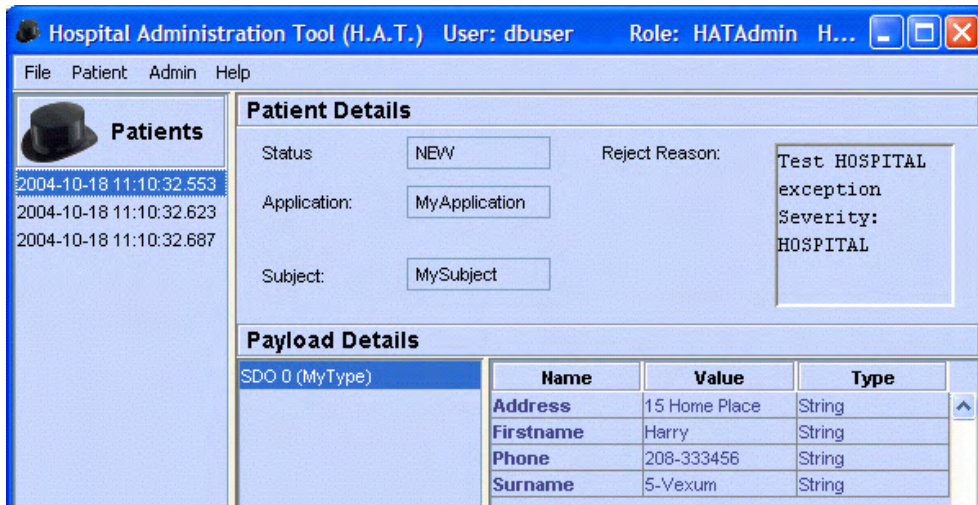 Hospital Administration Tool (H.A.T.) User: dbuser Role: HATAdmin H...
File Patient Admin Help
Patients
2004-10-18 11:10:32.553
2004-10-18 11:10:32.623
2004-10-18 11:10:32.687
Patient Details
Status NEW
Application: MyApplication
Subject: MySubject
Reject Reason:
Test HOSPITAL
exception
Severity:
HOSPITAL
Payload Details
SDO 0 (MyType)
Name Value Type
Address 15 Home Place String
Firstname Harry String
Phone 208-333456 String
Surname 5-Vexum String